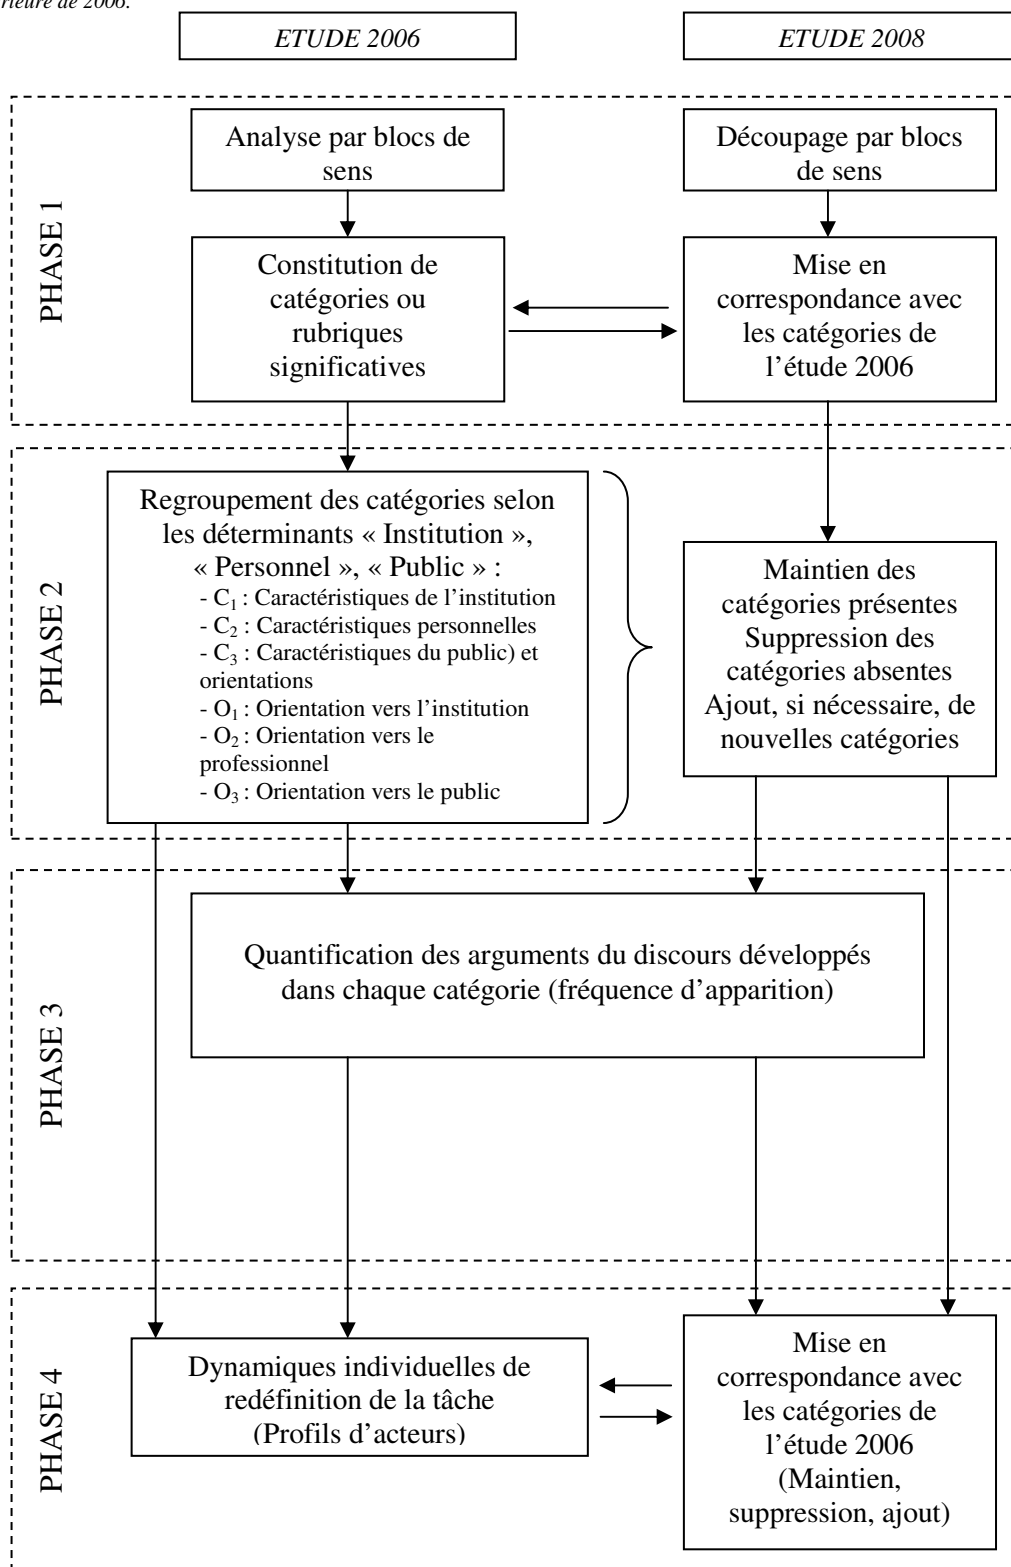 rieure de 2006.
ETUDE 2006
ETUDE 2008
PHASE 1
Analyse par blocs de
sens
Découpage par blocs
de sens
Constitution de
catégories ou
rubriques
significatives
Mise en
correspondance avec
les catégories de
l’étude 2006
PHASE 2
Regroupement des catégories selon
les déterminants « Institution »,
« Personnel », « Public » :
- C₁ : Caractéristiques de l’institution
- C₂ : Caractéristiques personnelles
- C₃ : Caractéristiques du public) et
orientations
- O₁ : Orientation vers l’institution
- O₂ : Orientation vers le
professionnel
- O₃ : Orientation vers le public
Maintien des
catégories présentes
Suppression des
catégories absentes
Ajout, si nécessaire, de
nouvelles catégories
PHASE 3
Quantification des arguments du discours développés
dans chaque catégorie (fréquence d’apparition)
PHASE 4
Dynamiques individuelles de
redéfinition de la tâche
(Profils d’acteurs)
Mise en
correspondance avec
les catégories de
l’étude 2006
(Maintien,
suppression, ajout)